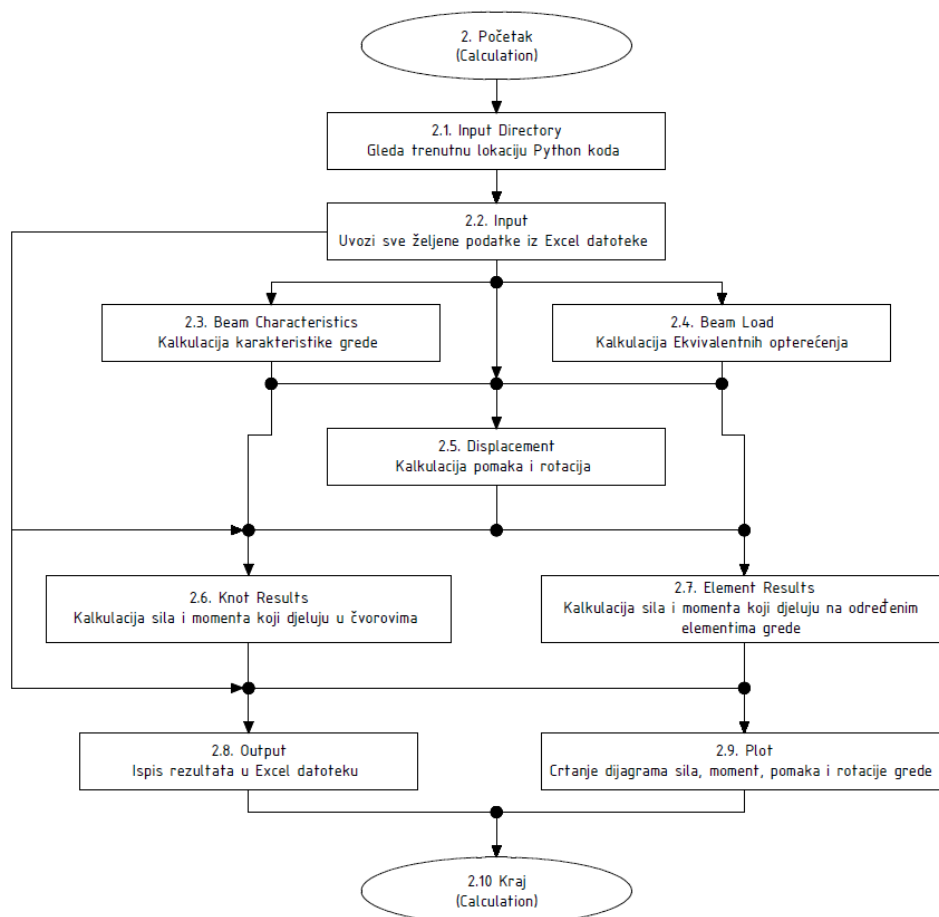 2. Početak
(Calculation)
2.1. Input Directory
Gleda trenutnu lokaciju Python koda
2.2. Input
Uvozi sve željene podatke iz Excel datoteke
2.3. Beam Characteristics
Kalkulacija karakteristike grede
2.4. Beam Load
Kalkulacija Ekvivalentnih opterećenja
2.5. Displacement
Kalkulacija pomaka i rotacija
2.6. Knot Results
Kalkulacija sila i momenta koji djeluju u čvorovima
2.7. Element Results
Kalkulacija sila i momenta koji djeluju na određenim
elementima grede
2.8. Output
Ispis rezultata u Excel datoteku
2.9. Plot
Crtanje dijagrama sila, moment, pomaka i rotacije grede
2.10 Kraj
(Calculation)